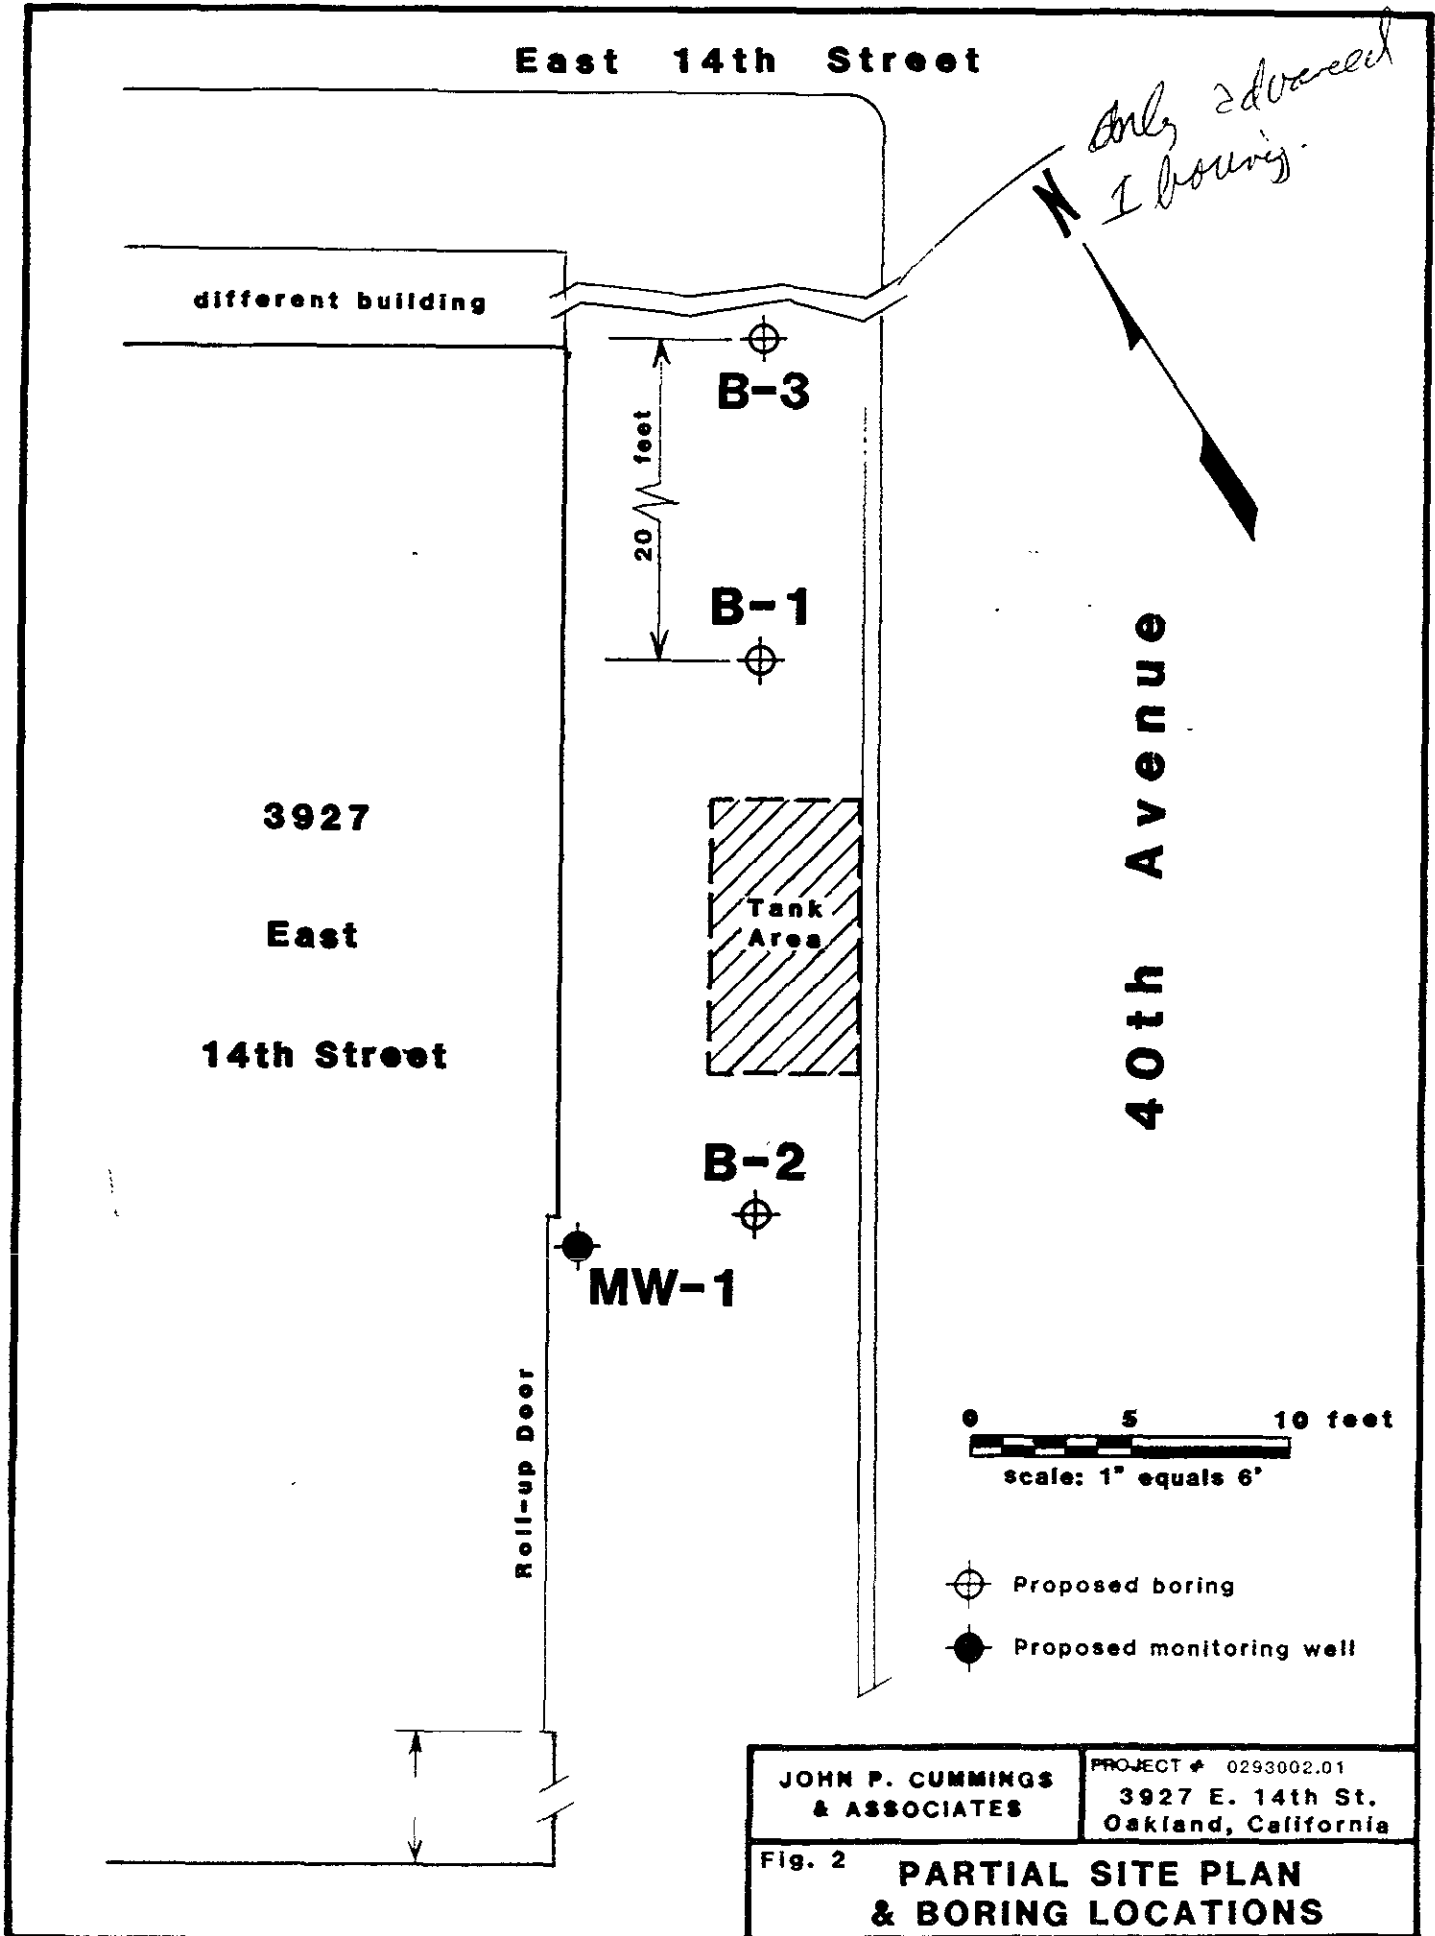 East 14th Street
Only advanced
1 boring.
N
different building
B-3
20 feet
B-1
3927
East
14th Street
Tank
Area
40th Avenue
B-2
MW-1
Roll-up Door
0 5 10 feet
scale: 1" equals 6'
Proposed boring
Proposed monitoring well
JOHN P. CUMMINGS
& ASSOCIATES
PROJECT # 0293002.01
3927 E. 14th St.
Oakland, California
Fig. 2
PARTIAL SITE PLAN
& BORING LOCATIONS